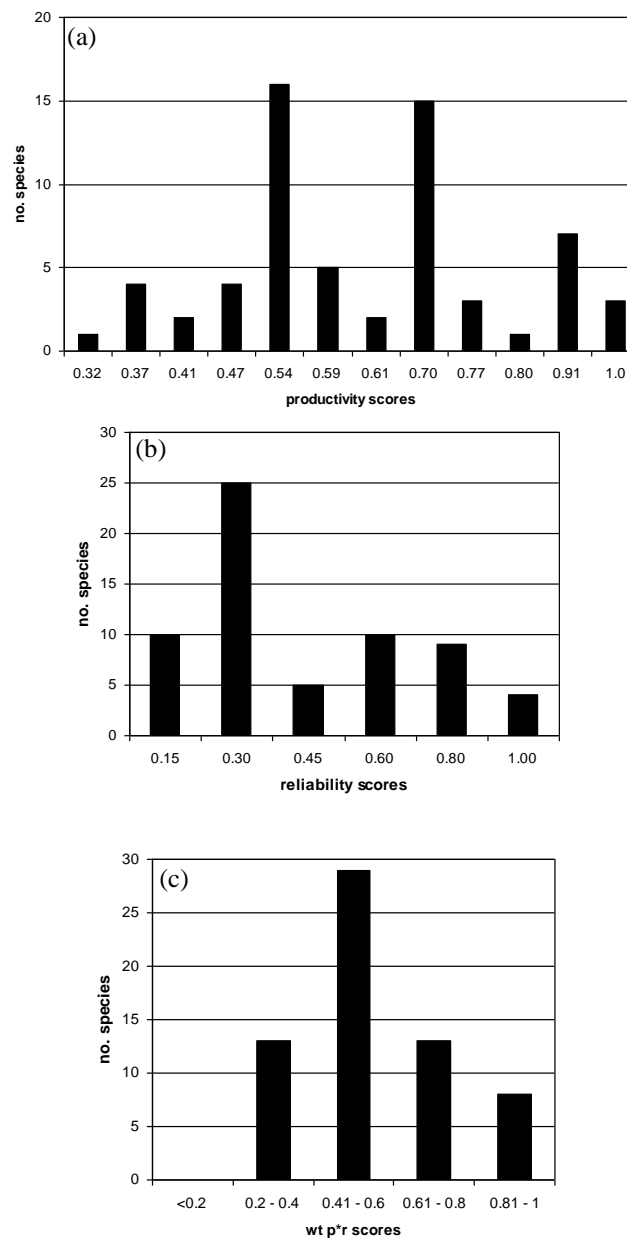 (a)
no. species
20
15
10
5
0
0.32 0.37 0.41 0.47 0.54 0.59 0.61 0.70 0.77 0.80 0.91 1.0
productivity scores
(b)
no. species
30
25
20
15
10
5
0
0.15 0.30 0.45 0.60 0.80 1.00
reliability scores
(c)
no. species
30
25
20
15
10
5
0
<0.2 0.2 - 0.4 0.41 - 0.6 0.61 - 0.8 0.81 - 1
wt p*r scores